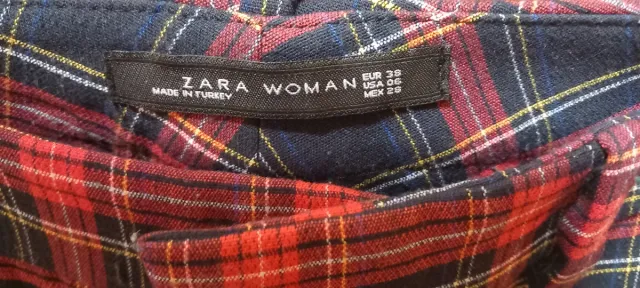 ZARA WOMAN
MADE IN TURKEY
EUR 38
USA 06
MEX 28